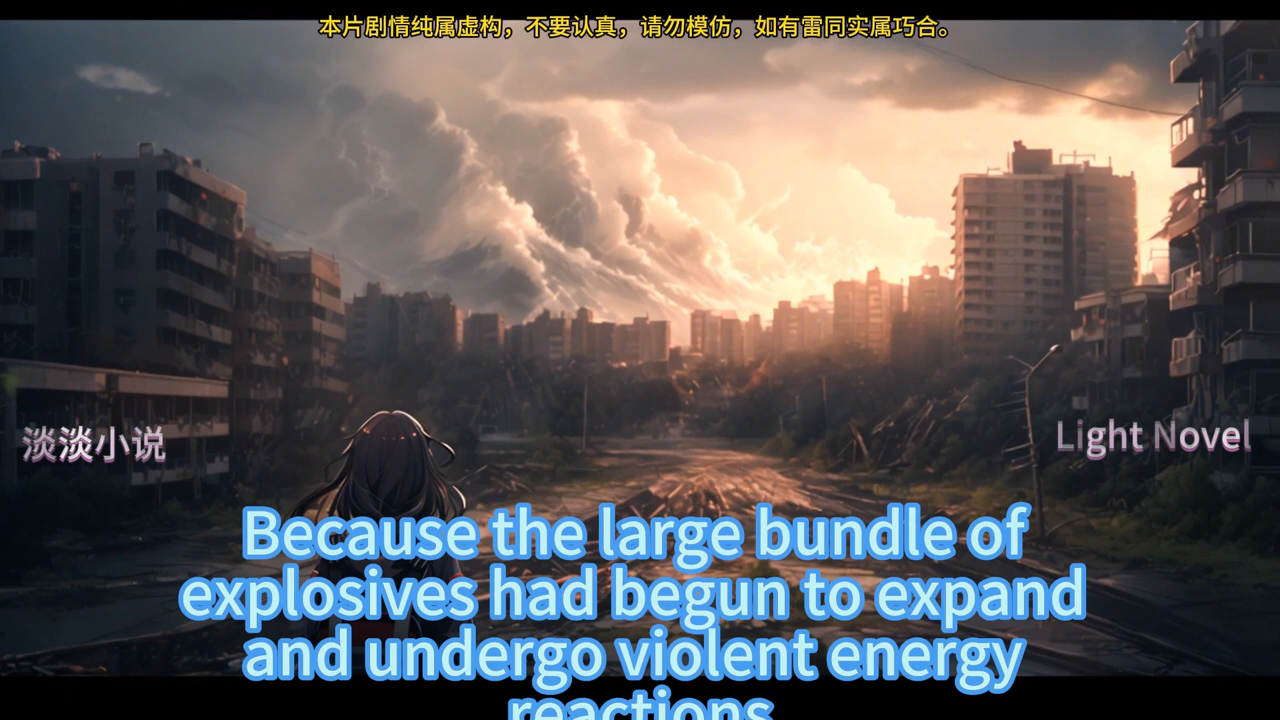 本片剧情纯属虚构，不要认真，请勿模仿，如有雷同实属巧合。
淡淡小说
Light Novel
Because the large bundle of
explosives had begun to expand
and undergo violent energy
reactions